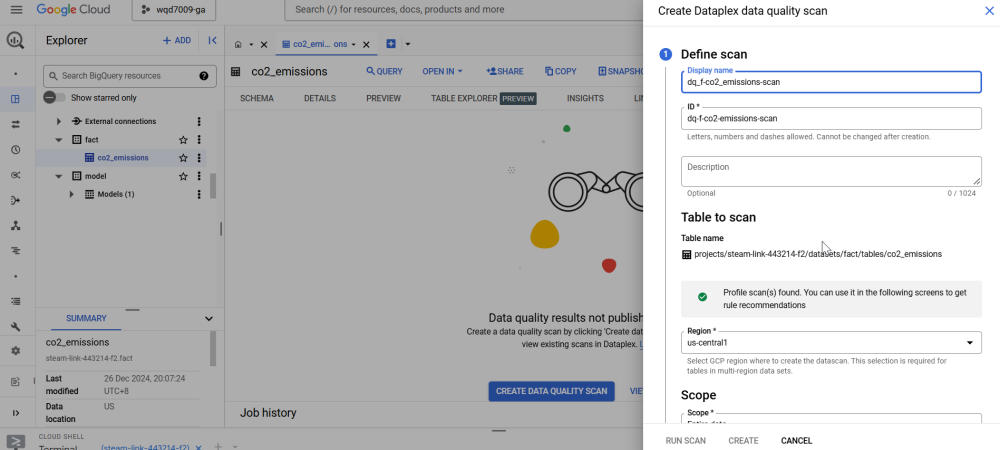 Google Cloud
wqd7009-ga
Search (/) for resources, docs, products and more
Explorer
+ ADD
Search BigQuery resources
Show starred only
External connections
fact
co2_emissions
model
Models (1)
SUMMARY
co2_emissions
steam-link-443214-f2.fact
Last modified
26 Dec 2024, 20:07:24 UTC+8
Data location
US
CLOUD SHELL
Terminal
(steam-link-443214-f2)
co2_emi... ons
co2_emissions
QUERY
OPEN IN
SHARE
COPY
SNAPSHO
SCHEMA
DETAILS
PREVIEW
TABLE EXPLORER
PREVIEW
INSIGHTS
LI
Data quality results not publish
Create a data quality scan by clicking 'Create dat
view existing scans in Dataplex.
CREATE DATA QUALITY SCAN
VIE
Job history
Create Dataplex data quality scan
1
Define scan
Display name
dq_f-co2_emissions-scan
ID *
dq-f-co2-emissions-scan
Letters, numbers and dashes allowed. Cannot be changed after creation.
Description
Optional
0 / 1024
Table to scan
Table name
projects/steam-link-443214-f2/datasets/fact/tables/co2_emissions
Profile scan(s) found. You can use it in the following screens to get
rule recommendations
Region *
us-central1
Select GCP region where to create the datascan. This selection is required for
tables in multi-region data sets.
Scope
Scope *
Entire data
RUN SCAN
CREATE
CANCEL